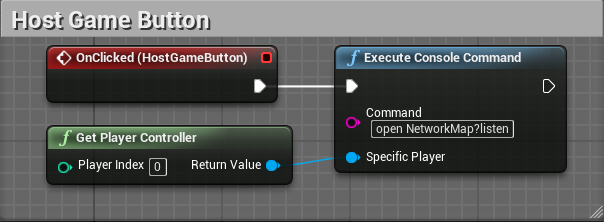 Host Game Button
OnClicked (HostGameButton)
f Execute Console Command
Command
open NetworkMap?listen
Specific Player
f Get Player Controller
Player Index 0 Return Value